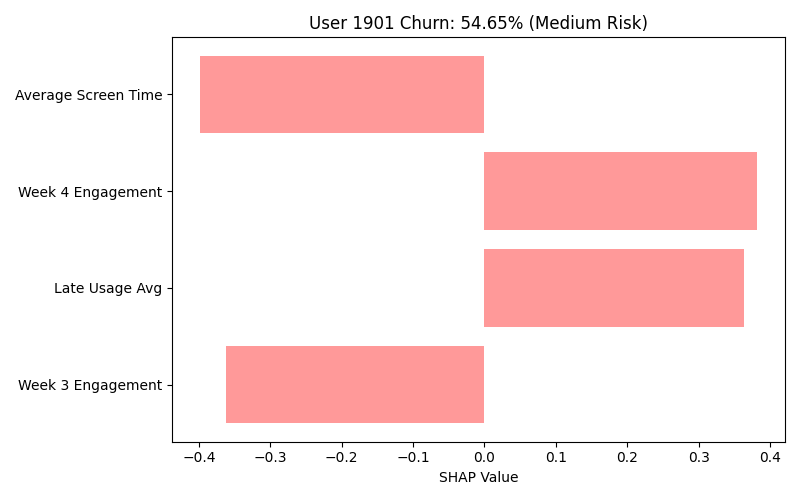 User 1901 Churn: 54.65% (Medium Risk)
Average Screen Time
Week 4 Engagement
Late Usage Avg
Week 3 Engagement
−0.4 −0.3 −0.2 −0.1 0.0 0.1 0.2 0.3 0.4
SHAP Value